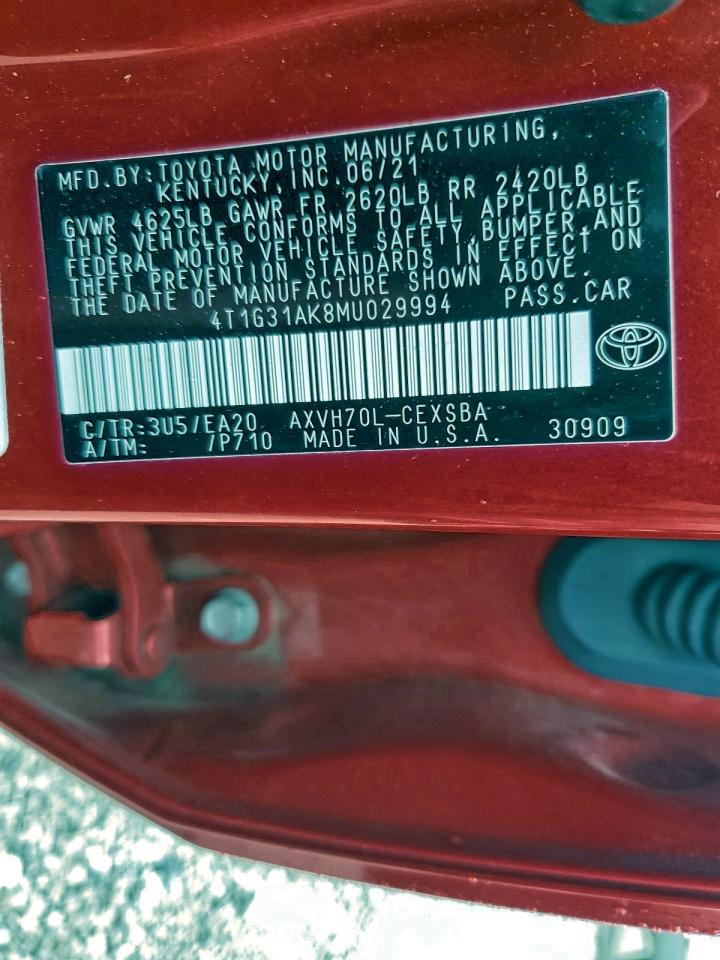 MFD.BY:TOYOTA MOTOR MANUFACTURING,
KENTUCKY,INC.06/21
GVWR 4625LB GAWR FR 2620LB RR 2420LB
THIS VEHICLE CONFORMS TO ALL APPLICABLE
FEDERAL MOTOR VEHICLE SAFETY,BUMPER,AND
THEFT PREVENTION STANDARDS IN EFFECT ON
THE DATE OF MANUFACTURE SHOWN ABOVE.
4T1G31AK8MU029994 PASS.CAR
C/TR:3U5/EA20 AXVH70L-CEXSBA
A/TM: /P710 MADE IN U.S.A. 30909